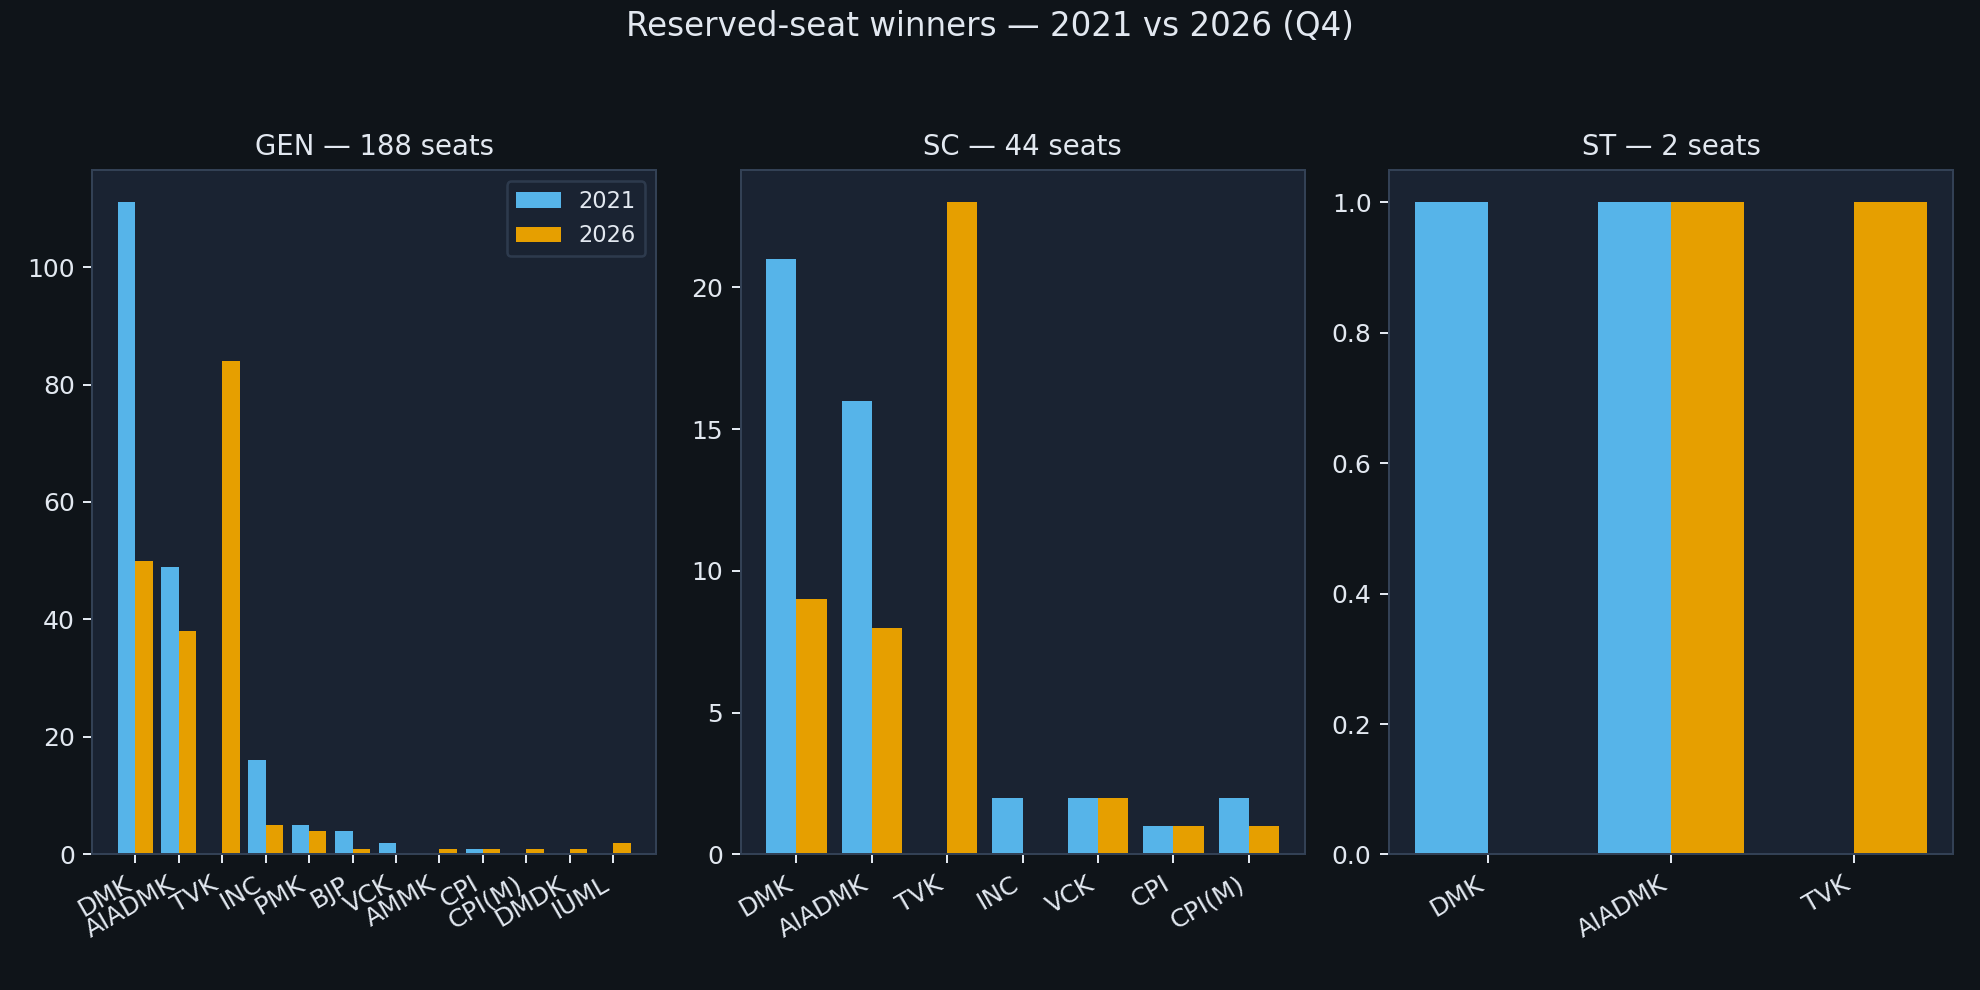 Reserved-seat winners — 2021 vs 2026 (Q4)
GEN — 188 seats
2021
2026
100
80
60
40
20
0
DMK
AIADMK
TVK
INC
PMK
BJP
VCK
AMMK
CPI
CPI(M)
DMDK
IUML
SC — 44 seats
20
15
10
5
0
DMK
AIADMK
TVK
INC
VCK
CPI
CPI(M)
ST — 2 seats
1.0
0.8
0.6
0.4
0.2
0.0
DMK
AIADMK
TVK